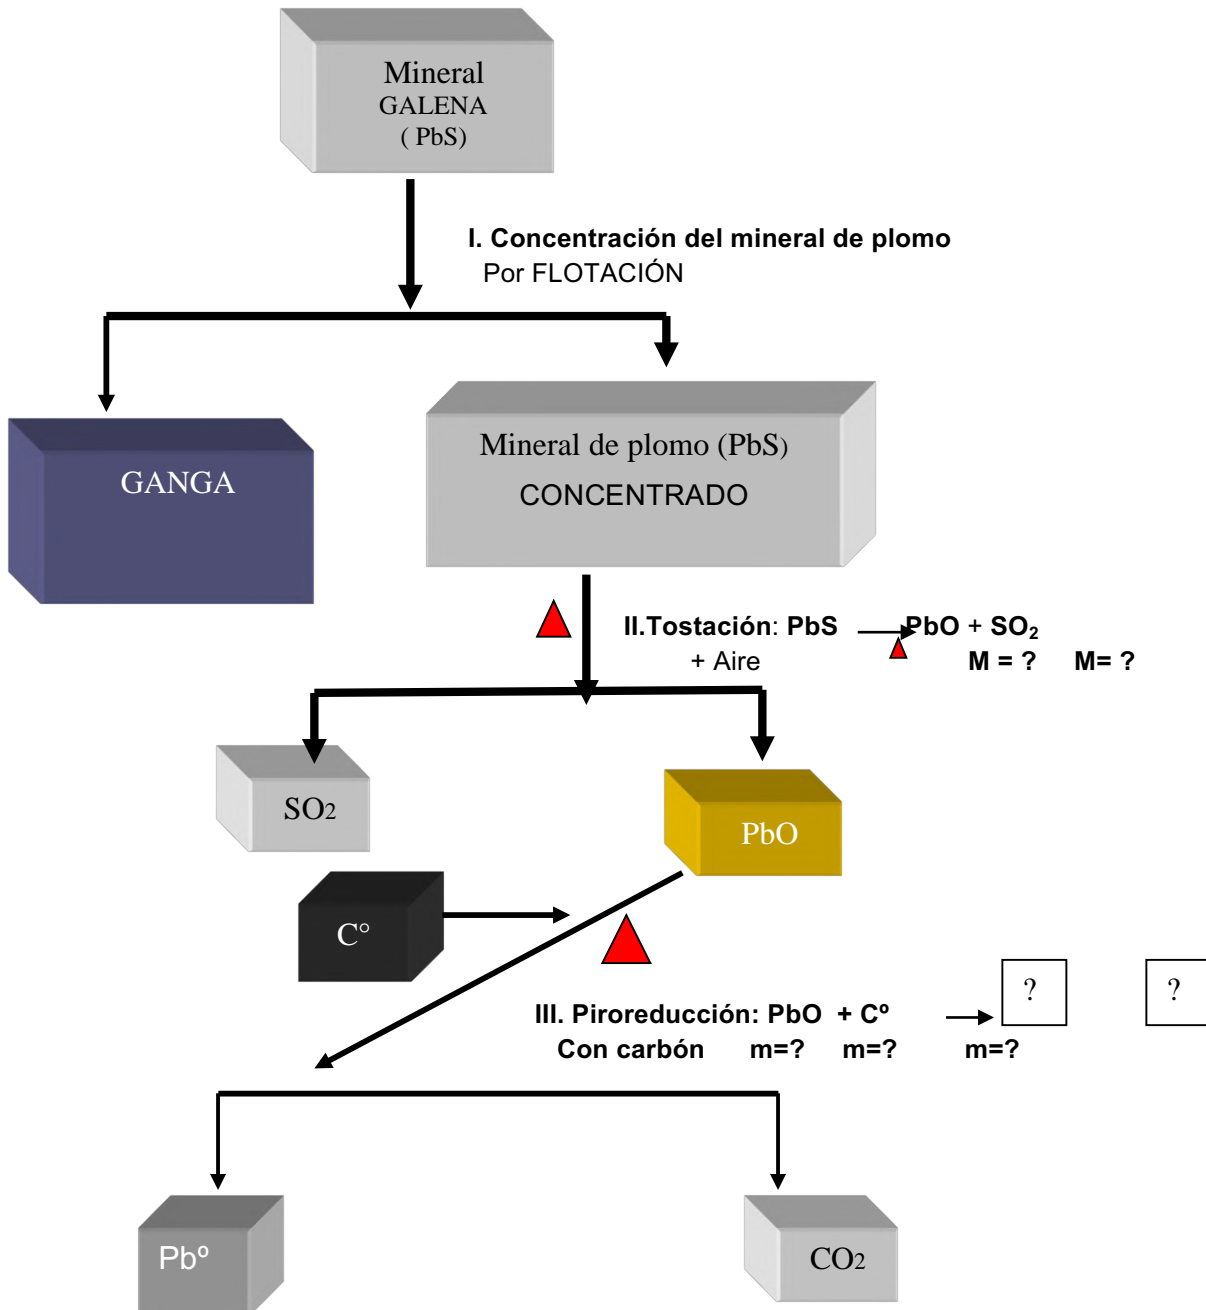 Mineral
GALENA
( PbS)
I. Concentración del mineral de plomo
Por FLOTACIÓN
GANGA
Mineral de plomo (PbS)
CONCENTRADO
II.Tostación: PbS PbO + SO2
+ Aire
M = ? M= ?
SO2
PbO
C°
? ?
III. Piroreducción: PbO + Cº
Con carbón m=? m=? m=?
Pbº
CO2